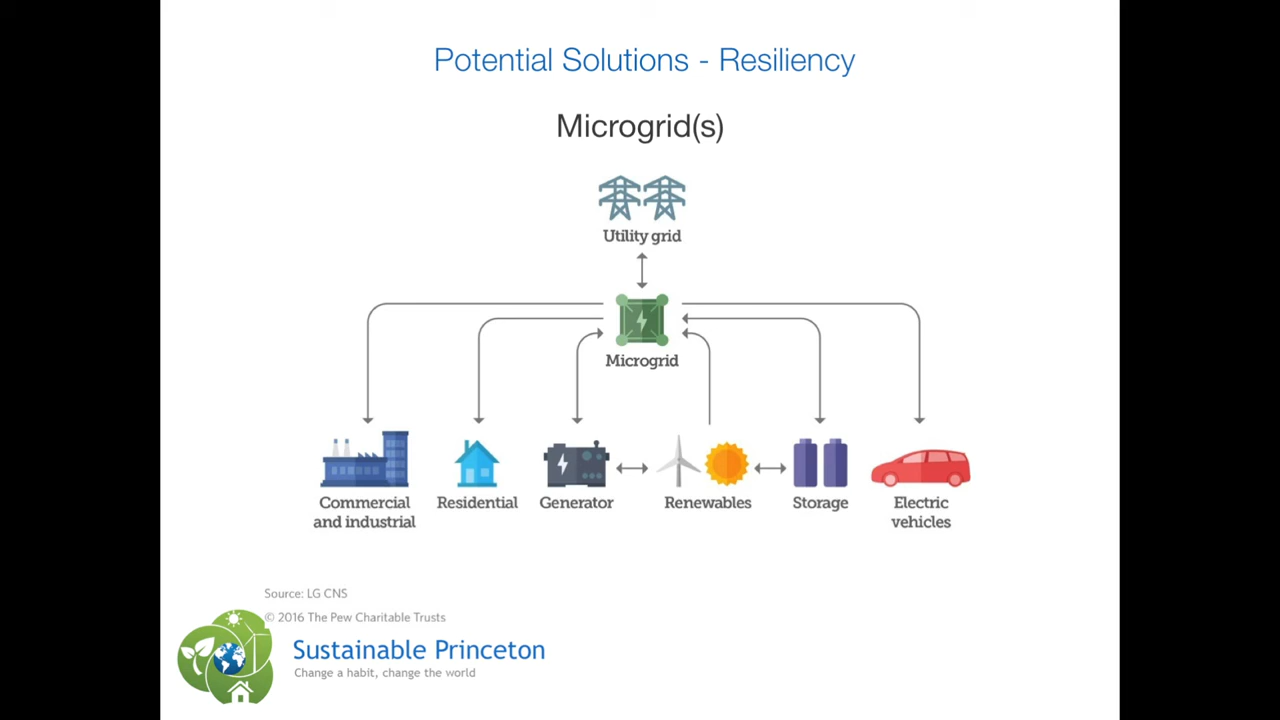 Potential Solutions - Resiliency
Microgrid(s)
Utility grid
Microgrid
Commercial
and industrial
Residential
Generator
Renewables
Storage
Electric
vehicles
Source: LG CNS
© 2016 The Pew Charitable Trusts
Sustainable Princeton
Change a habit, change the world